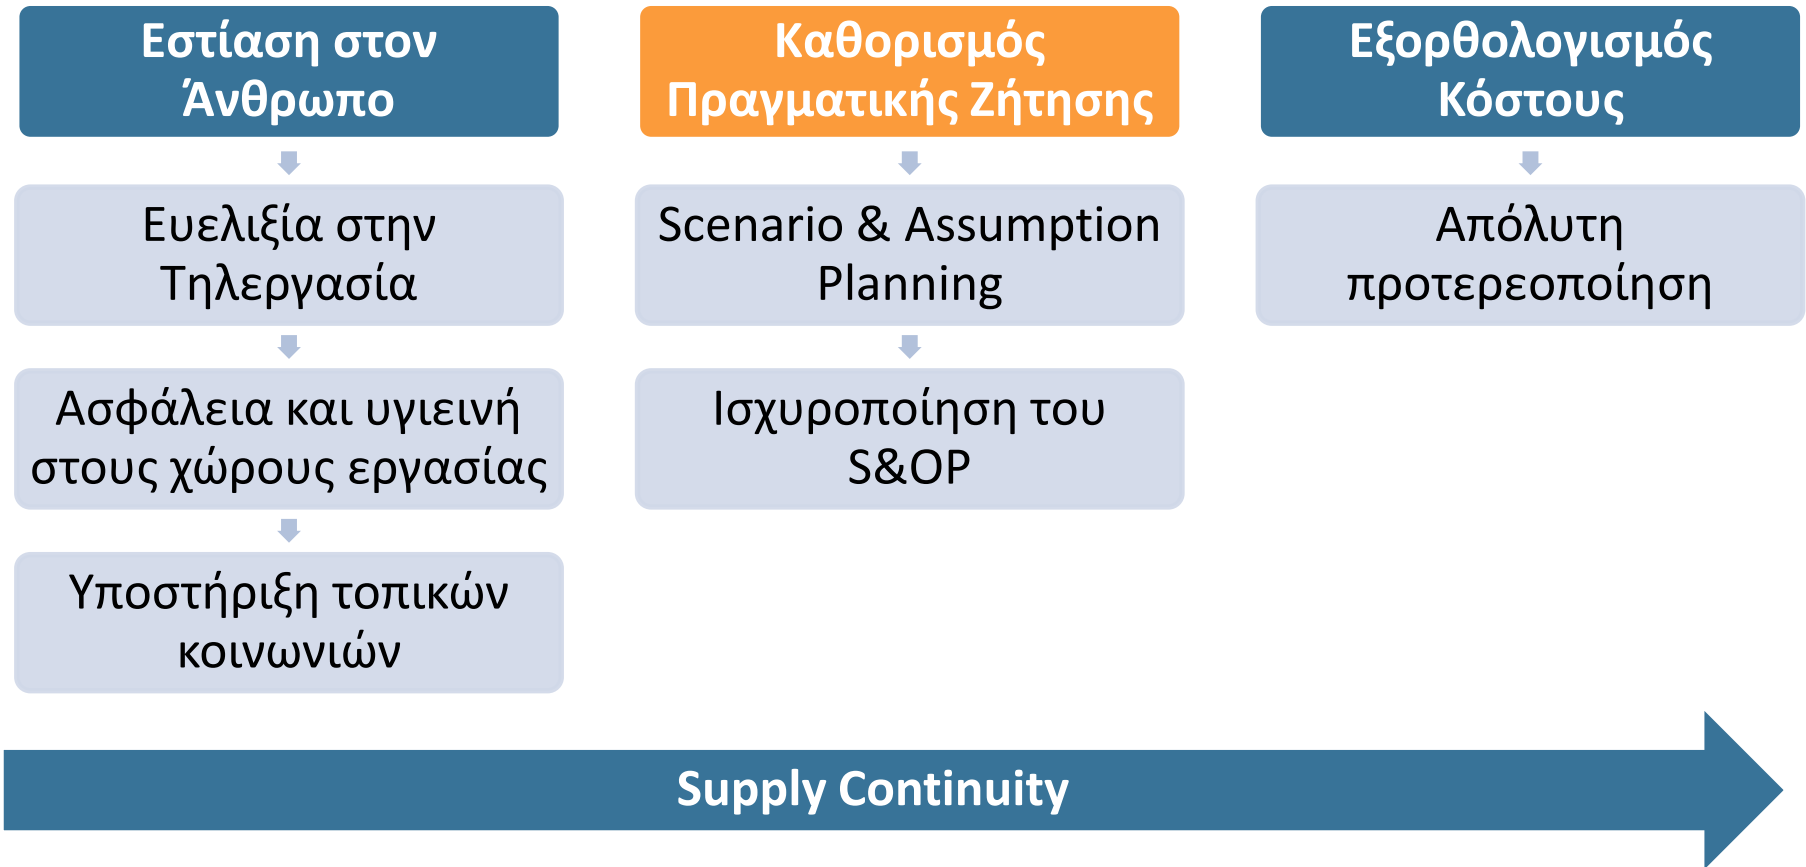 Εστίαση στον
Άνθρωπο
Ευελιξία στην
Τηλεργασία
Ασφάλεια και υγιεινή
στους χώρους εργασίας
Υποστήριξη τοπικών
κοινωνιών
Καθορισμός
Πραγματικής Ζήτησης
Scenario & Assumption
Planning
Ισχυροποίηση του
S&OP
Εξορθολογισμός
Κόστους
Απόλυτη
προτερεοποίηση
Supply Continuity